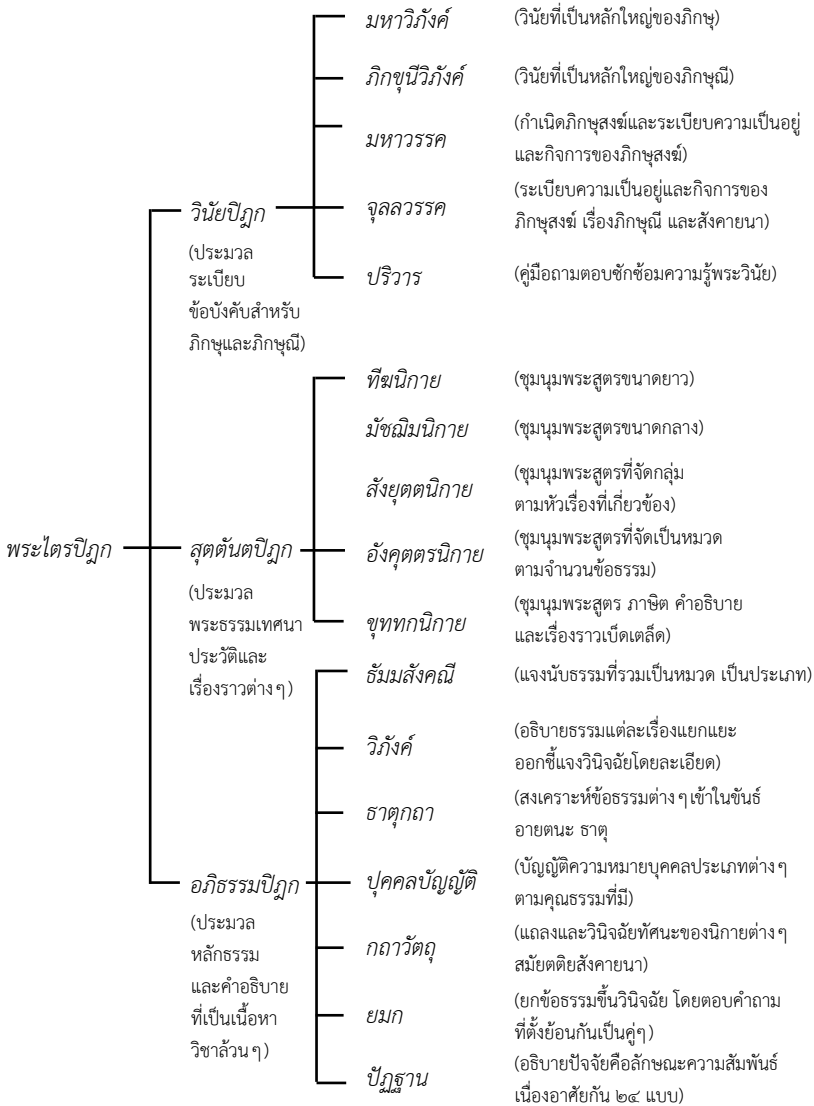 มหาวิภังค์ (วินัยที่เป็นหลักใหญ่ของภิกษุ)
ภิกขุนีวิภังค์ (วินัยที่เป็นหลักใหญ่ของภิกษุณี)
มหาวรรค (กำเนิดภิกษุสงฆ์และระเบียบความเป็นอยู่
และกิจการของภิกษุสงฆ์)
วินัยปิฎก
(ประมวล
ระเบียบ
ข้อบังคับสำหรับ
ภิกษุและภิกษุณี)
จุลลวรรค (ระเบียบความเป็นอยู่และกิจการของ
ภิกษุสงฆ์ เรื่องภิกษุณี และสังคายนา)
ปริวาร (คู่มือถามตอบซักซ้อมความรู้พระวินัย)
ทีฆนิกาย (ชุมนุมพระสูตรขนาดยาว)
มัชฌิมนิกาย (ชุมนุมพระสูตรขนาดกลาง)
สังยุตตนิกาย (ชุมนุมพระสูตรที่จัดกลุ่ม
ตามหัวเรื่องที่เกี่ยวข้อง)
พระไตรปิฎก
สุตตันตปิฎก
(ประมวล
พระธรรมเทศนา
ประวัติและ
เรื่องราวต่างๆ)
อังคุตตรนิกาย (ชุมนุมพระสูตรที่จัดเป็นหมวด
ตามจำนวนข้อธรรม)
ขุททกนิกาย (ชุมนุมพระสูตร ภาษิต คำอธิบาย
และเรื่องราวเบ็ดเตล็ด)
ธัมมสังคณี (แจงนับธรรมที่รวมเป็นหมวด เป็นประเภท)
วิภังค์ (อธิบายธรรมแต่ละเรื่องแยกแยะ
ออกชี้แจงวินิจฉัยโดยละเอียด)
ธาตุกถา (สงเคราะห์ข้อธรรมต่างๆเข้าในขันธ์
อายตนะ ธาตุ
อภิธรรมปิฎก
(ประมวล
หลักธรรม
และคำอธิบาย
ที่เป็นเนื้อหา
วิชาล้วนๆ)
ปุคคลบัญญัติ (บัญญัติความหมายบุคคลประเภทต่างๆ
ตามคุณธรรมที่มี)
กถาวัตถุ (แถลงและวินิจฉัยทัศนะของนิกายต่างๆ
สมัยตติยสังคายนา)
ยมก (ยกข้อธรรมขึ้นวินิจฉัย โดยตอบคำถาม
ที่ตั้งย้อนกันเป็นคู่ๆ)
ปัฏฐาน (อธิบายปัจจัยคือลักษณะความสัมพันธ์
เนื่องอาศัยกัน ๒๔ แบบ)